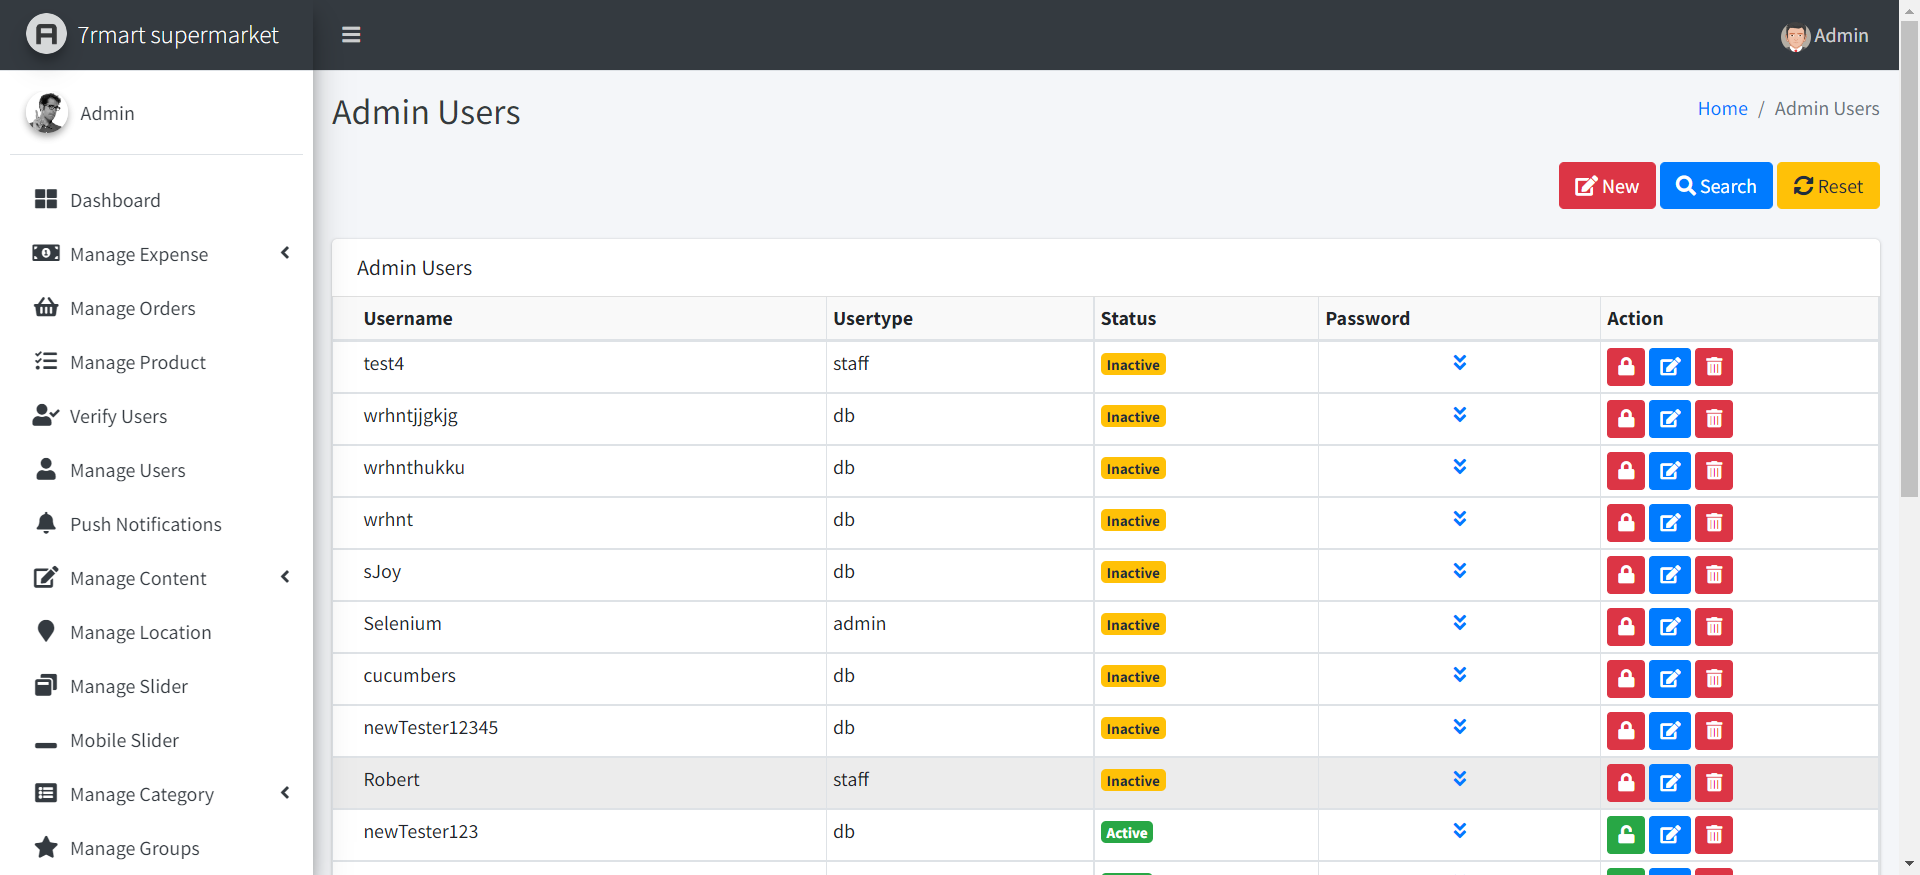 7rmart supermarket
Admin
Admin
Dashboard
Manage Expense
Manage Orders
Manage Product
Verify Users
Manage Users
Push Notifications
Manage Content
Manage Location
Manage Slider
Mobile Slider
Manage Category
Manage Groups
Admin Users
Home / Admin Users
New Search Reset
Admin Users
Username Usertype Status Password Action
test4 staff Inactive
wrhntjjgkjg db Inactive
wrhnthukku db Inactive
wrhnt db Inactive
sJoy db Inactive
Selenium admin Inactive
cucumbers db Inactive
newTester12345 db Inactive
Robert staff Inactive
newTester123 db Active